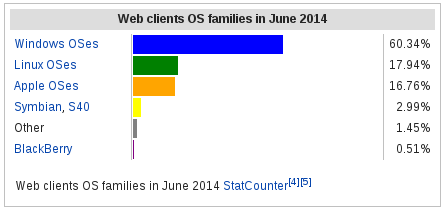 Web clients OS families in June 2014
Windows OSes 60.34%
Linux OSes 17.94%
Apple OSes 16.76%
Symbian, S40 2.99%
Other 1.45%
BlackBerry 0.51%
Web clients OS families in June 2014 StatCounter[4][5]